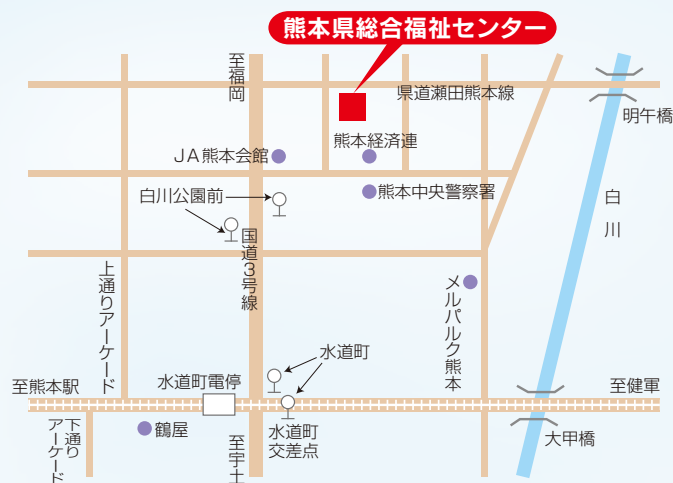 熊本県総合福祉センター
至福岡
県道瀬田熊本線
明午橋
熊本経済連
JA熊本会館
熊本中央警察署
白川公園前
白川
国道3号線
上通りアーケード
メルパルク熊本
水道町
至熊本駅
水道町電停
至健軍
下通り
アーケード
鶴屋
水道町
交差点
至宇土
大甲橋